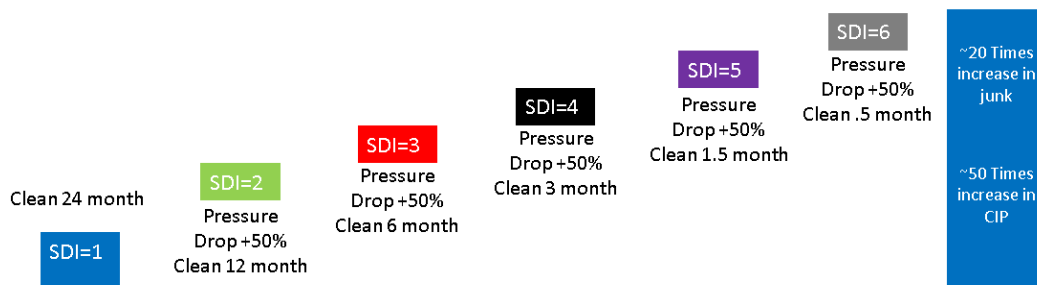 Clean 24 month
SDI=1
SDI=2
Pressure
Drop +50%
Clean 12 month
SDI=3
Pressure
Drop +50%
Clean 6 month
SDI=4
Pressure
Drop +50%
Clean 3 month
SDI=5
Pressure
Drop +50%
Clean 1.5 month
SDI=6
Pressure
Drop +50%
Clean .5 month
~20 Times
increase in
junk
~50 Times
increase in
CIP